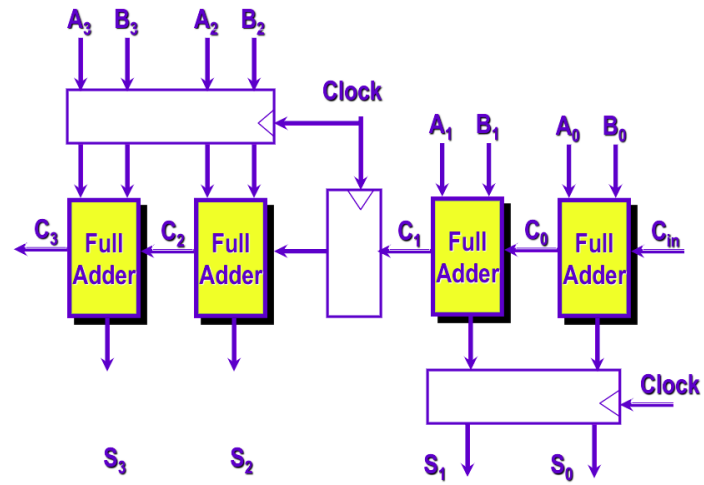 A3 B3 A2 B2
Clock
A1 B1 A0 B0
C3 Full Adder C2 Full Adder C1 Full Adder C0 Full Adder Cin
Clock
S3 S2 S1 S0